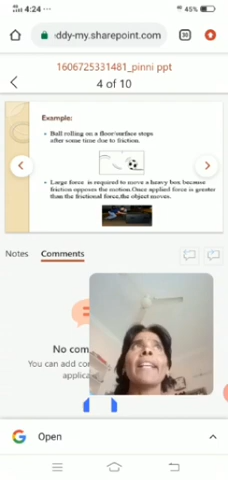 4:24 ...
45%
eddy-my.sharepoint.com
1606725331481_pinni ppt
4 of 10
Example:
• Ball rolling on a floor/surface stops
after some time due to friction.
• Large force is required to move a heavy box because
friction opposes the motion.Once applied force is greater
than the frictional force,the object moves.
Notes Comments
No com
You can add co
applica
Open